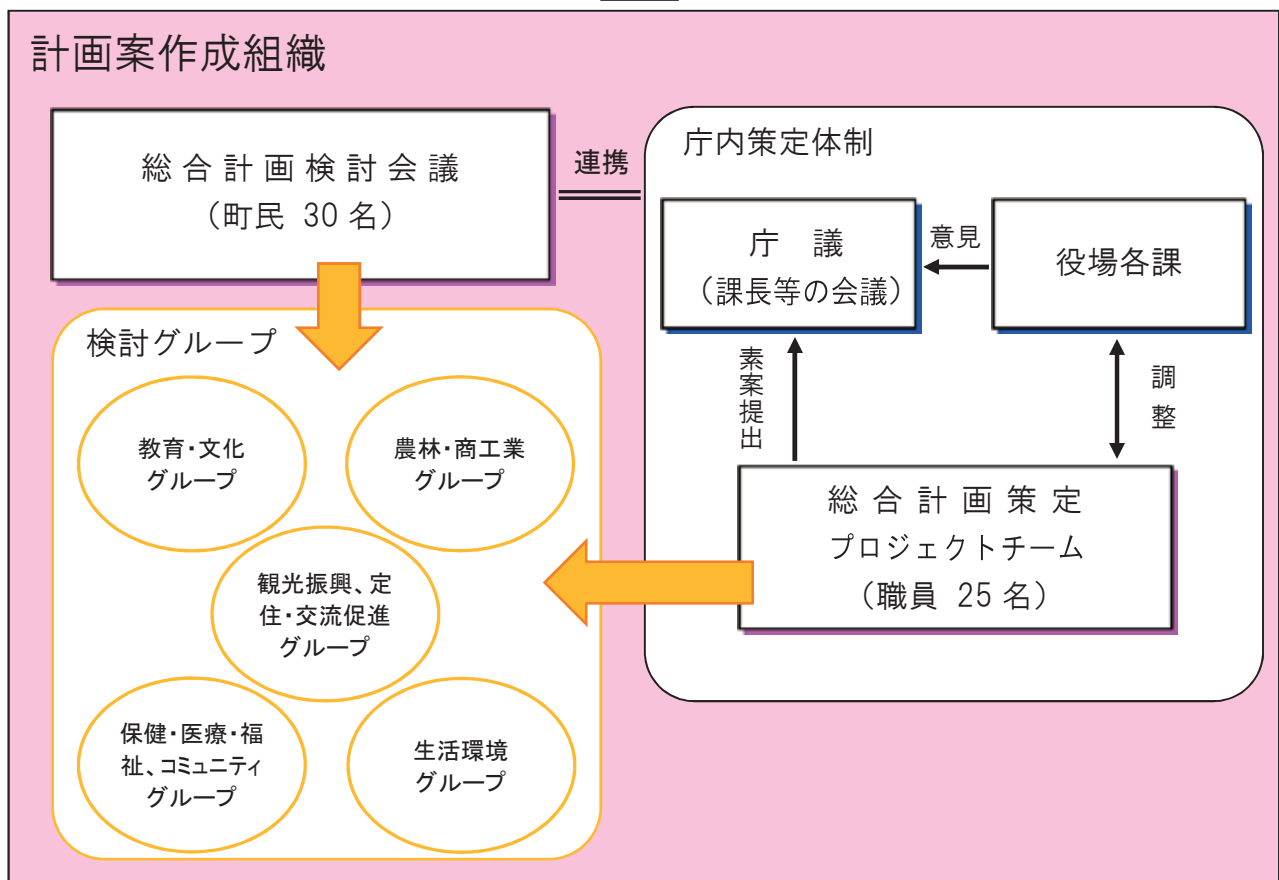 計画案作成組織
総合計画検討会議
（町民 30 名）
連携
庁内策定体制
庁　議
（課長等の会議）
意見
役場各課
素案提出
調整
総合計画策定
プロジェクトチーム
（職員 25 名）
検討グループ
教育・文化
グループ
農林・商工業
グループ
観光振興、定
住・交流促進
グループ
保健・医療・福
祉、コミュニティ
グループ
生活環境
グループ